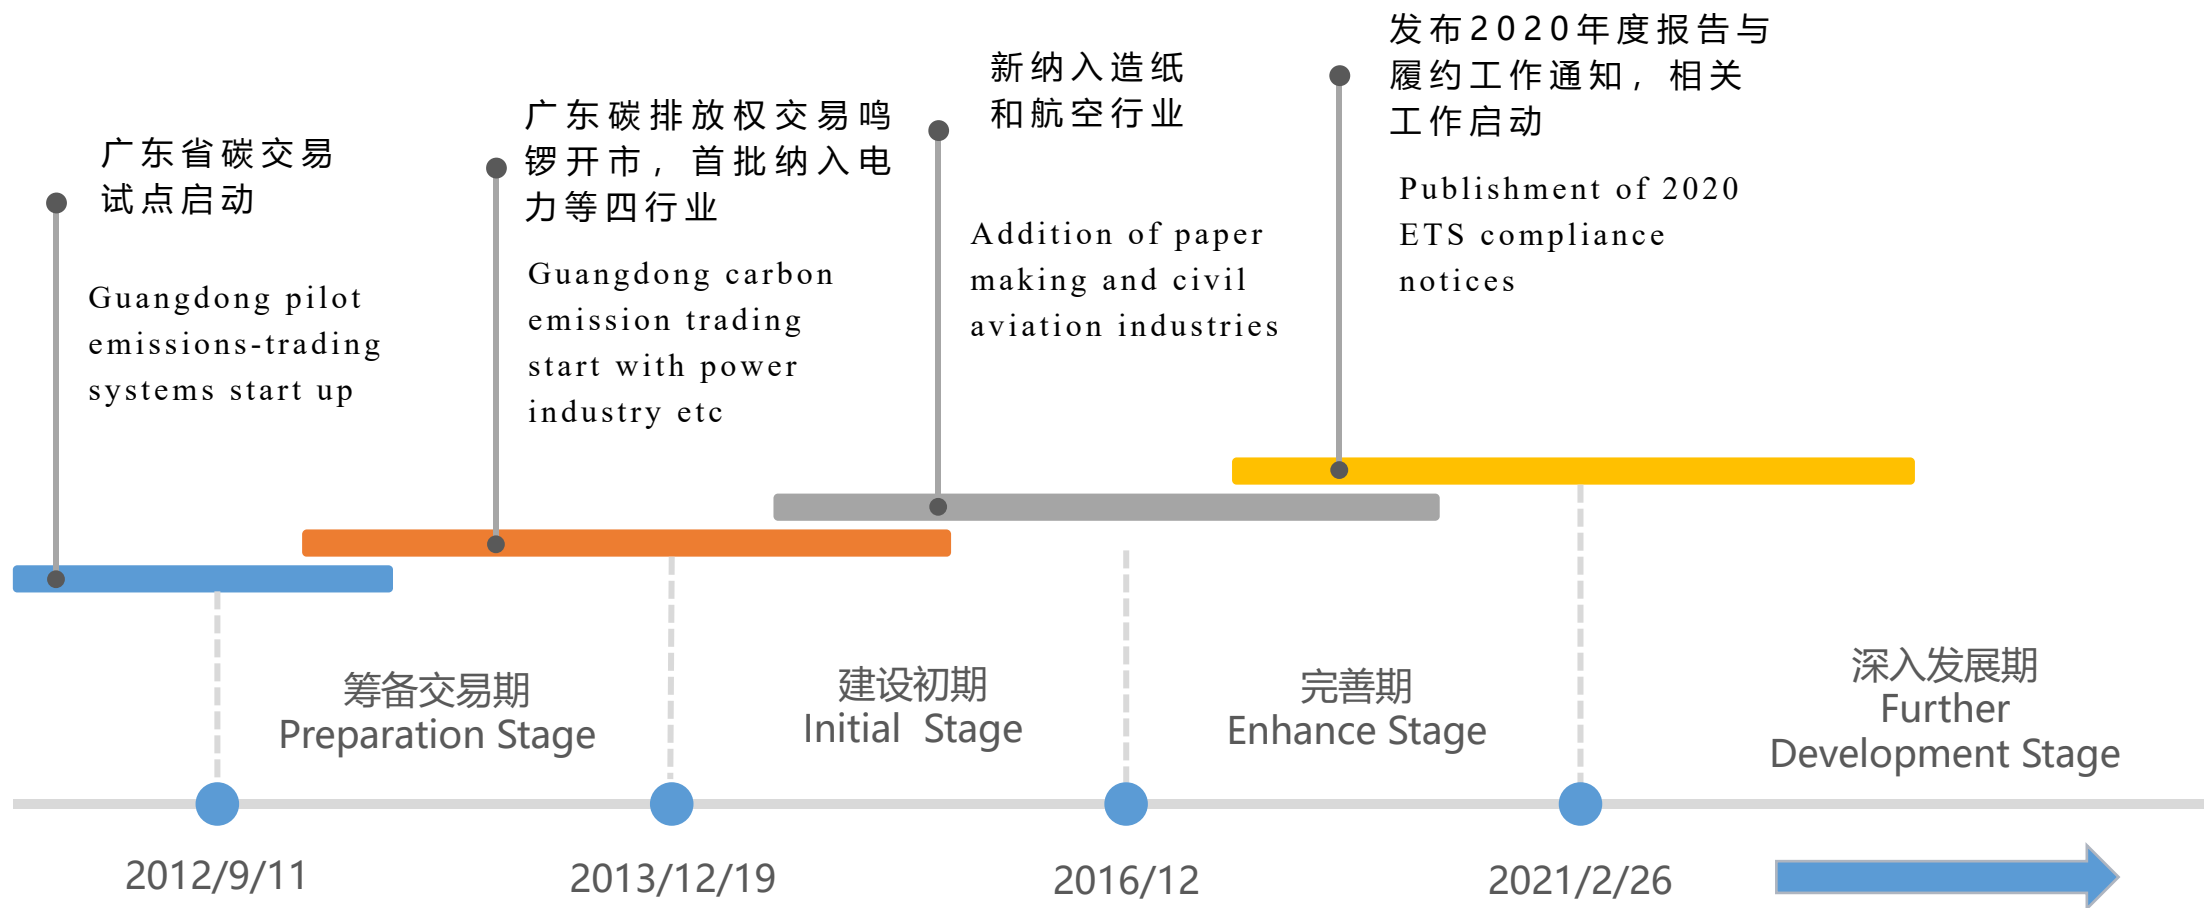 广东省碳交易
试点启动
Guangdong pilot
emissions-trading
systems start up
广东碳排放权交易鸣
锣开市，首批纳入电
力等四行业
Guangdong carbon
emission trading
start with power
industry etc
新纳入造纸
和航空行业
Addition of paper
making and civil
aviation industries
发布2020年度报告与
履约工作通知，相关
工作启动
Publishment of 2020
ETS compliance
notices
筹备交易期
Preparation Stage
建设初期
Initial Stage
完善期
Enhance Stage
深入发展期
Further
Development Stage
2012/9/11
2013/12/19
2016/12
2021/2/26